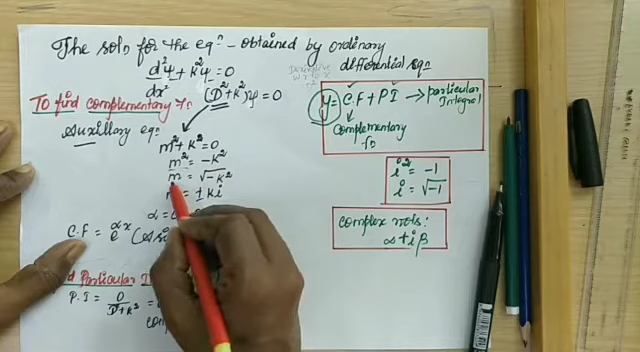 The soln for the eqn - obtained by ordinary
differential eqn
d²ψ/dx² + k²ψ = 0
(D²+k²)ψ = 0
To find complementary fn:
Auxillary eqn:
m²+k² = 0
m² = -k²
m = √-k²
= ±ki
α =
C.F = e^αx (cos
Particular I
P.I = 0/D²+k² =
y = C.F + P.I → particular Integral
complementary fn
i² = -1
i = √-1
complex roots:
α ± iβ